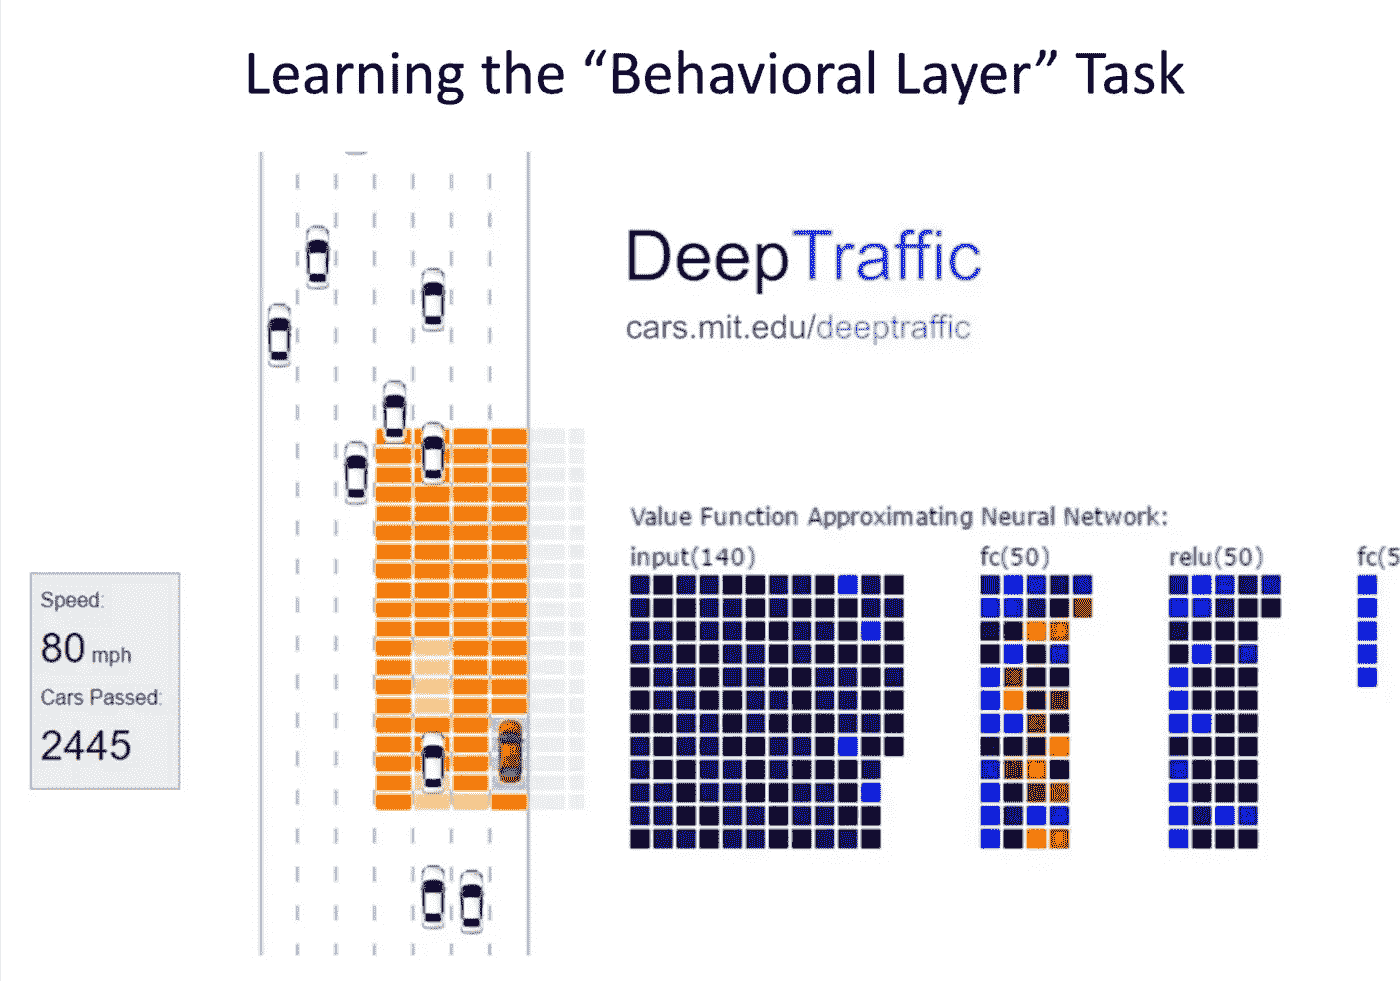 Learning the “Behavioral Layer” Task
DeepTraffic
cars.mit.edu/deeptraffic
Value Function Approximating Neural Network:
input(140) fc(50) relu(50) fc(5
Speed:
80 mph
Cars Passed:
2445